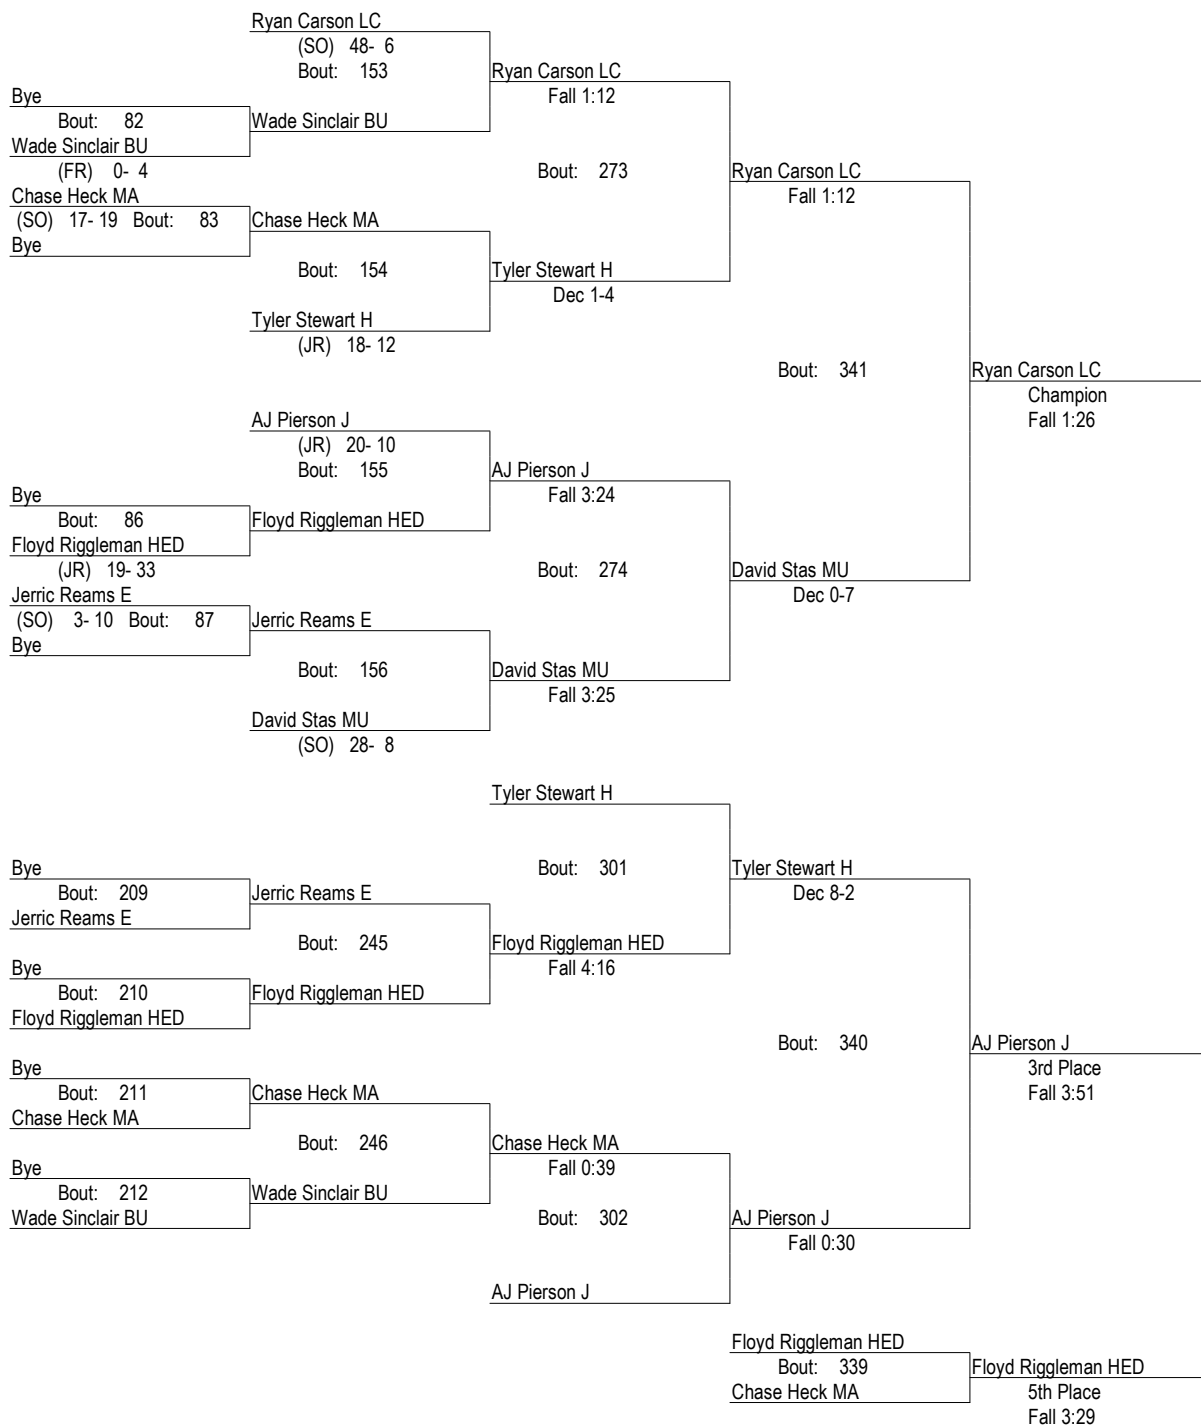 Ryan Carson LC
(SO) 48- 6
Bout: 153
Ryan Carson LC
Fall 1:12
Bye
Bout: 82
Wade Sinclair BU
Wade Sinclair BU
(FR) 0- 4
Bout: 273
Ryan Carson LC
Fall 1:12
Chase Heck MA
(SO) 17- 19 Bout: 83
Chase Heck MA
Bye
Bout: 154
Tyler Stewart H
Dec 1-4
Tyler Stewart H
(JR) 18- 12
Bout: 341
Ryan Carson LC
Champion
Fall 1:26
AJ Pierson J
(JR) 20- 10
Bout: 155
AJ Pierson J
Fall 3:24
Bye
Bout: 86
Floyd Riggleman HED
Floyd Riggleman HED
(JR) 19- 33
Bout: 274
David Stas MU
Dec 0-7
Jerric Reams E
(SO) 3- 10 Bout: 87
Jerric Reams E
Bye
Bout: 156
David Stas MU
Fall 3:25
David Stas MU
(SO) 28- 8
Tyler Stewart H
Bout: 301
Tyler Stewart H
Dec 8-2
Bye
Bout: 209
Jerric Reams E
Jerric Reams E
Bout: 245
Floyd Riggleman HED
Fall 4:16
Bye
Bout: 210
Floyd Riggleman HED
Floyd Riggleman HED
Bout: 340
AJ Pierson J
3rd Place
Fall 3:51
Bye
Bout: 211
Chase Heck MA
Chase Heck MA
Bout: 246
Chase Heck MA
Fall 0:39
Bye
Bout: 212
Wade Sinclair BU
Wade Sinclair BU
Bout: 302
AJ Pierson J
Fall 0:30
AJ Pierson J
Floyd Riggleman HED
Bout: 339
Floyd Riggleman HED
Chase Heck MA
5th Place
Fall 3:29